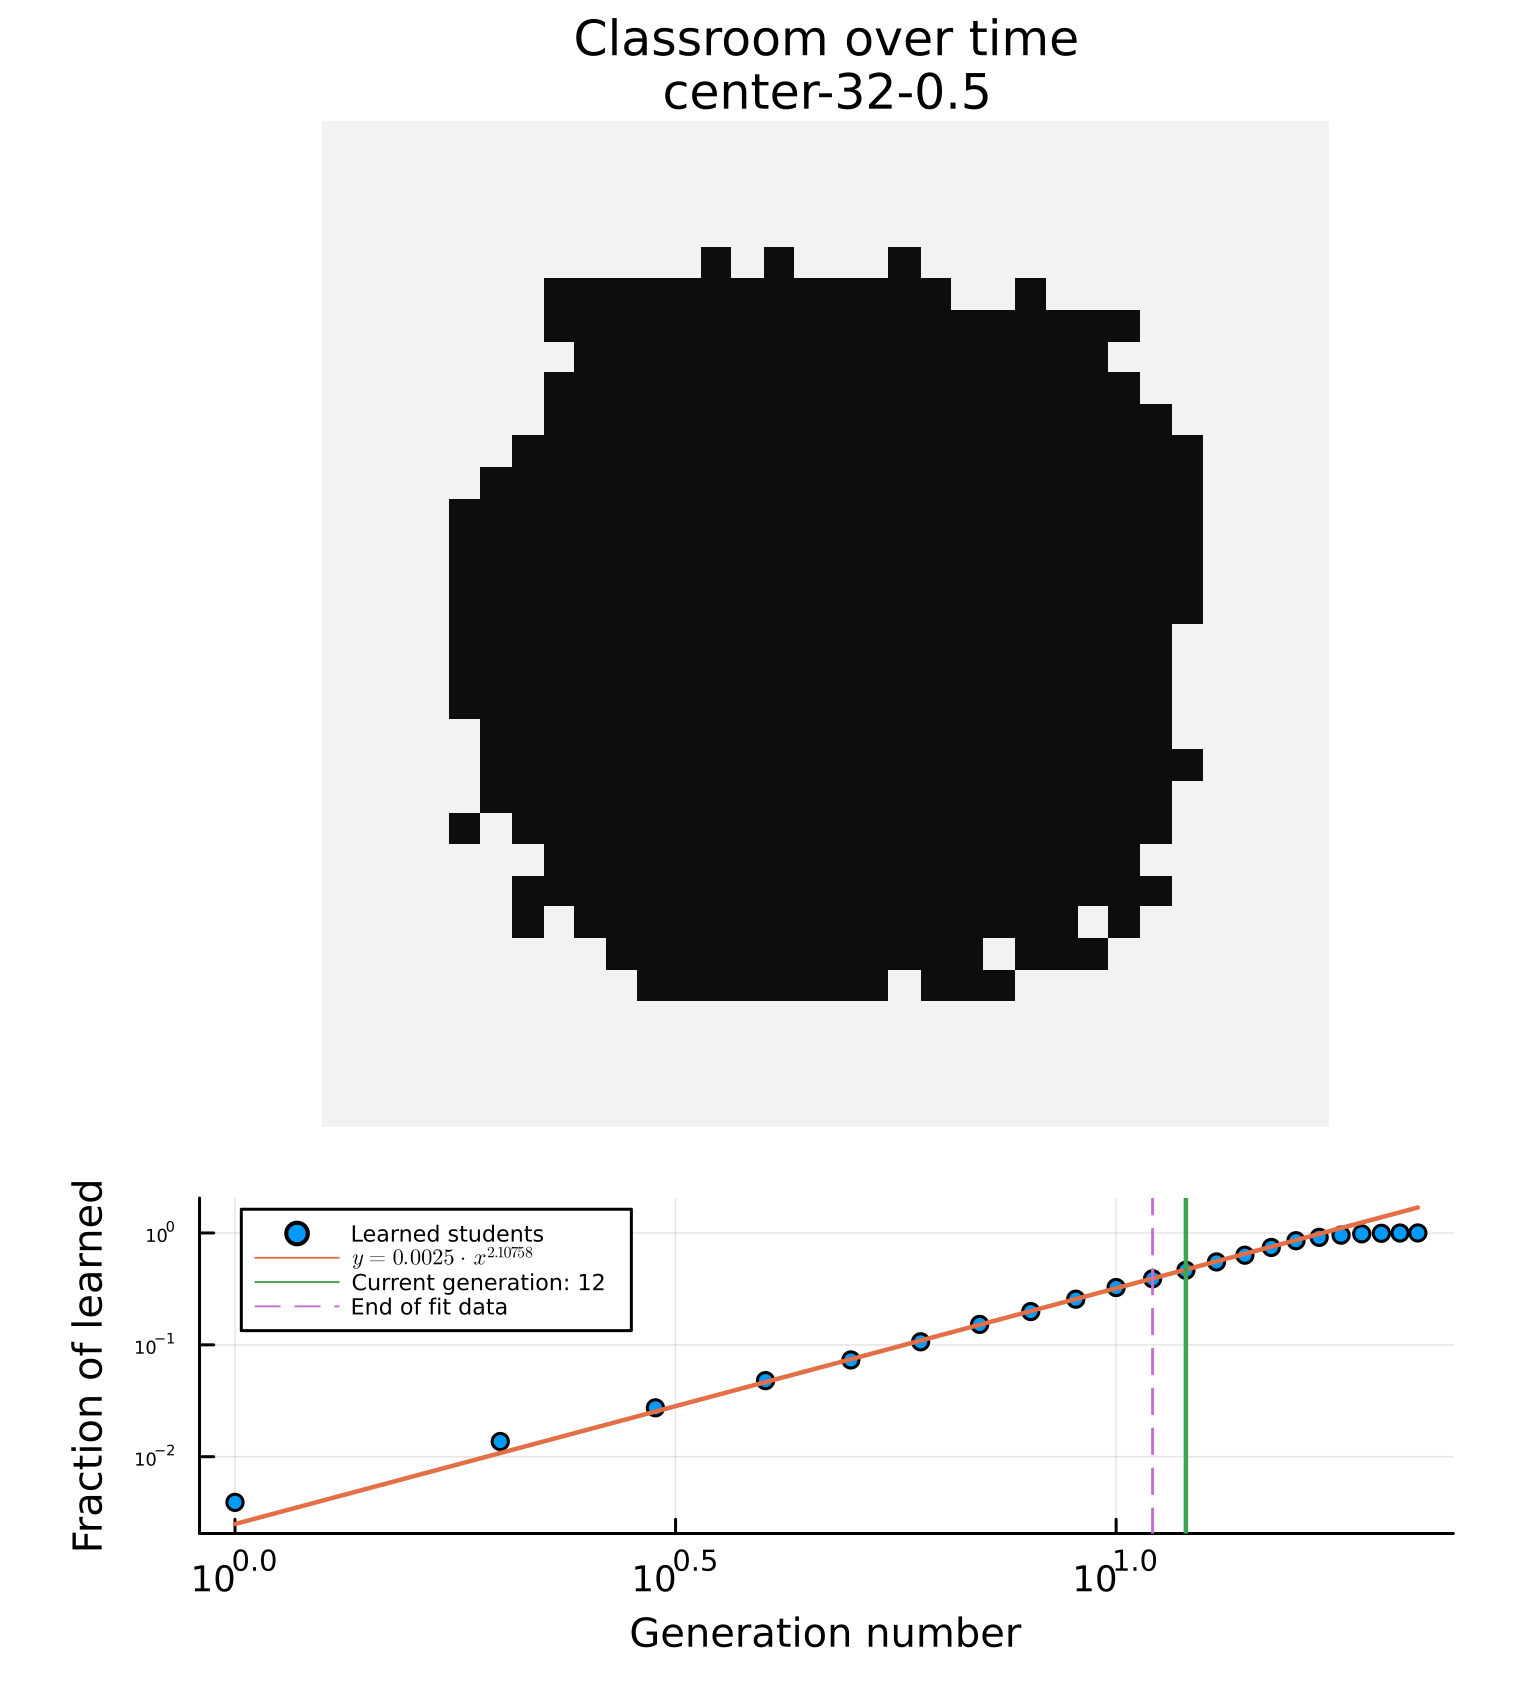 Classroom over time
center-32-0.5
Fraction of learned
10⁰
10⁻¹
10⁻²
Learned students
y = 0.0025 · x^2.10758
Current generation: 12
End of fit data
10^0.0 10^0.5 10^1.0
Generation number